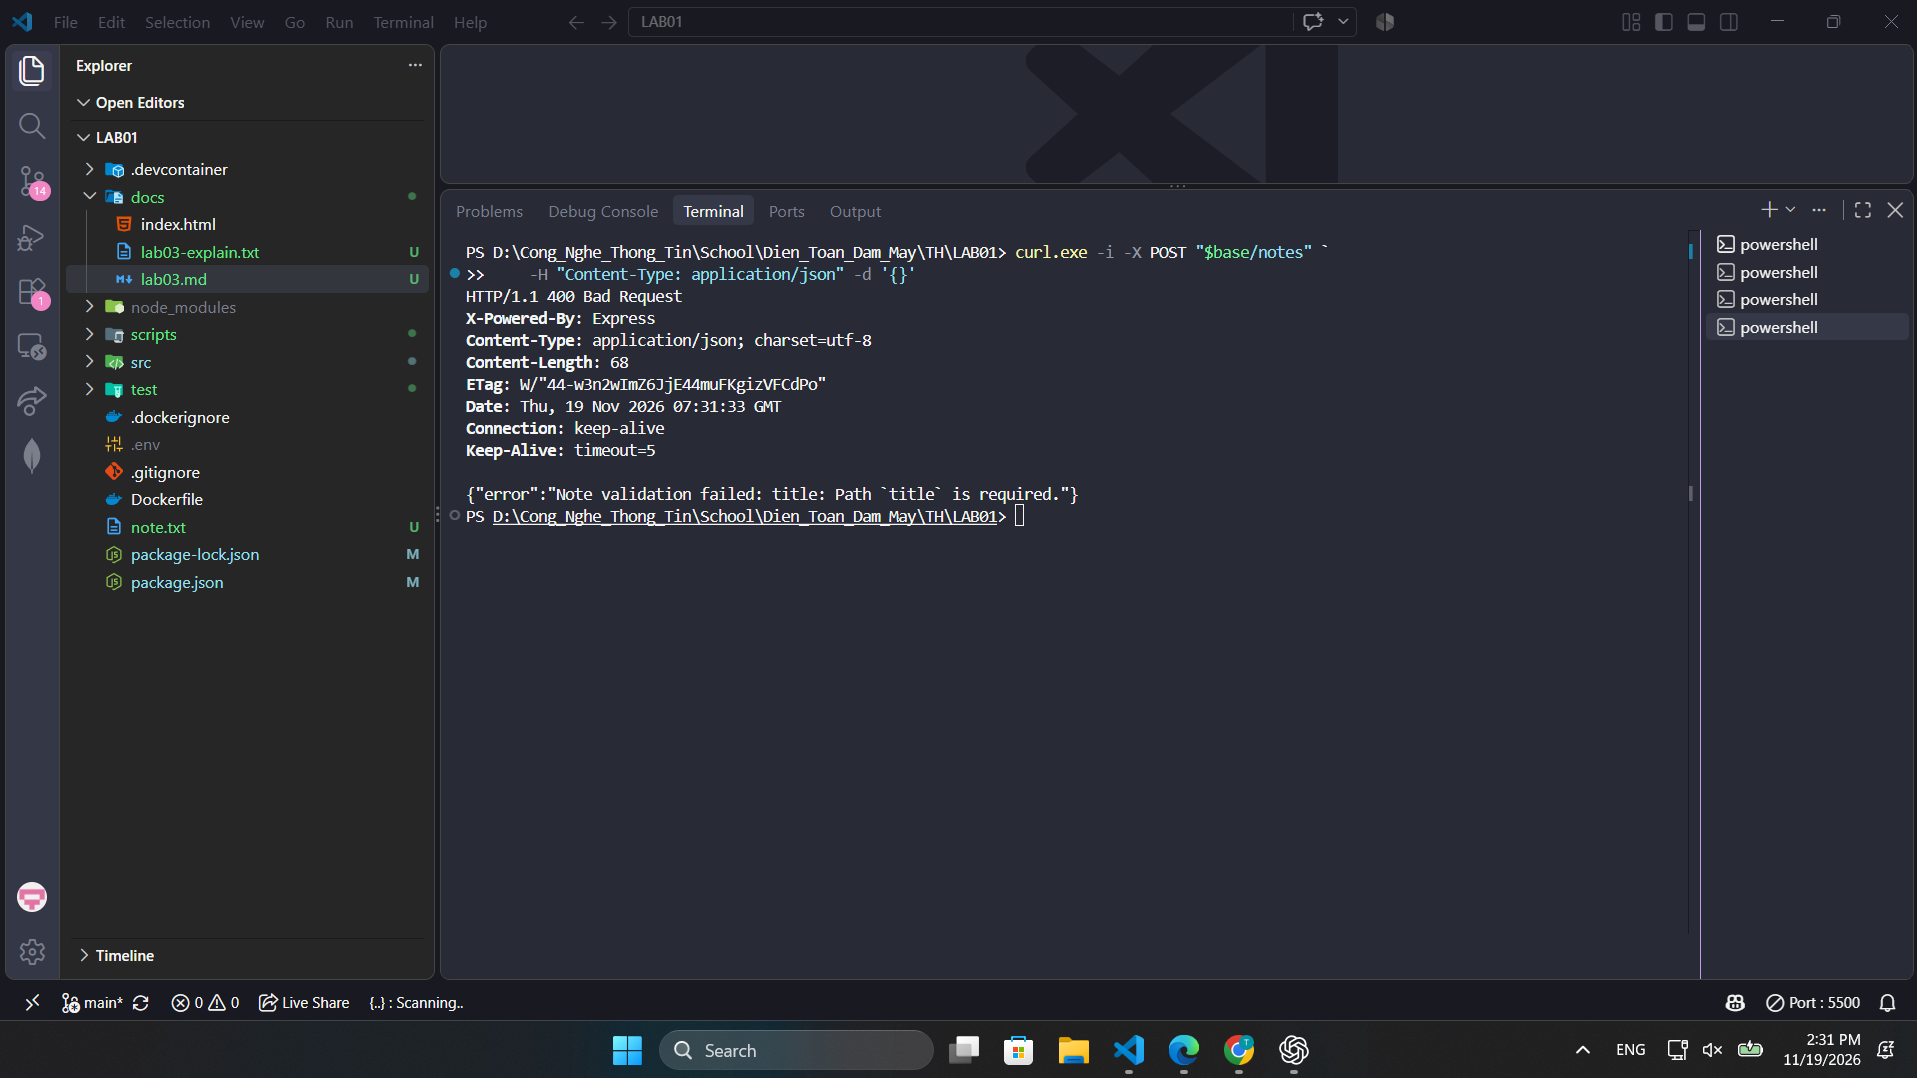 File Edit Selection View Go Run Terminal Help
LAB01
Explorer
Open Editors
LAB01
.devcontainer
docs
index.html
lab03-explain.txt U
lab03.md U
node_modules
scripts
src
test
.dockerignore
.env
.gitignore
Dockerfile
note.txt U
package-lock.json M
package.json M
Timeline
14
1
Problems Debug Console Terminal Ports Output
PS D:\Cong_Nghe_Thong_Tin\School\Dien_Toan_Dam_May\TH\LAB01> curl.exe -i -X POST "$base/notes" `
>>     -H "Content-Type: application/json" -d '{}'
HTTP/1.1 400 Bad Request
X-Powered-By: Express
Content-Type: application/json; charset=utf-8
Content-Length: 68
ETag: W/"44-w3n2wImZ6JjE44muFKgizVFCdPo"
Date: Thu, 19 Nov 2026 07:31:33 GMT
Connection: keep-alive
Keep-Alive: timeout=5
{"error":"Note validation failed: title: Path `title` is required."}
PS D:\Cong_Nghe_Thong_Tin\School\Dien_Toan_Dam_May\TH\LAB01>
powershell
powershell
powershell
powershell
main* 0 0 Live Share {..} : Scanning.. Port : 5500
Search
ENG
2:31 PM
11/19/2026